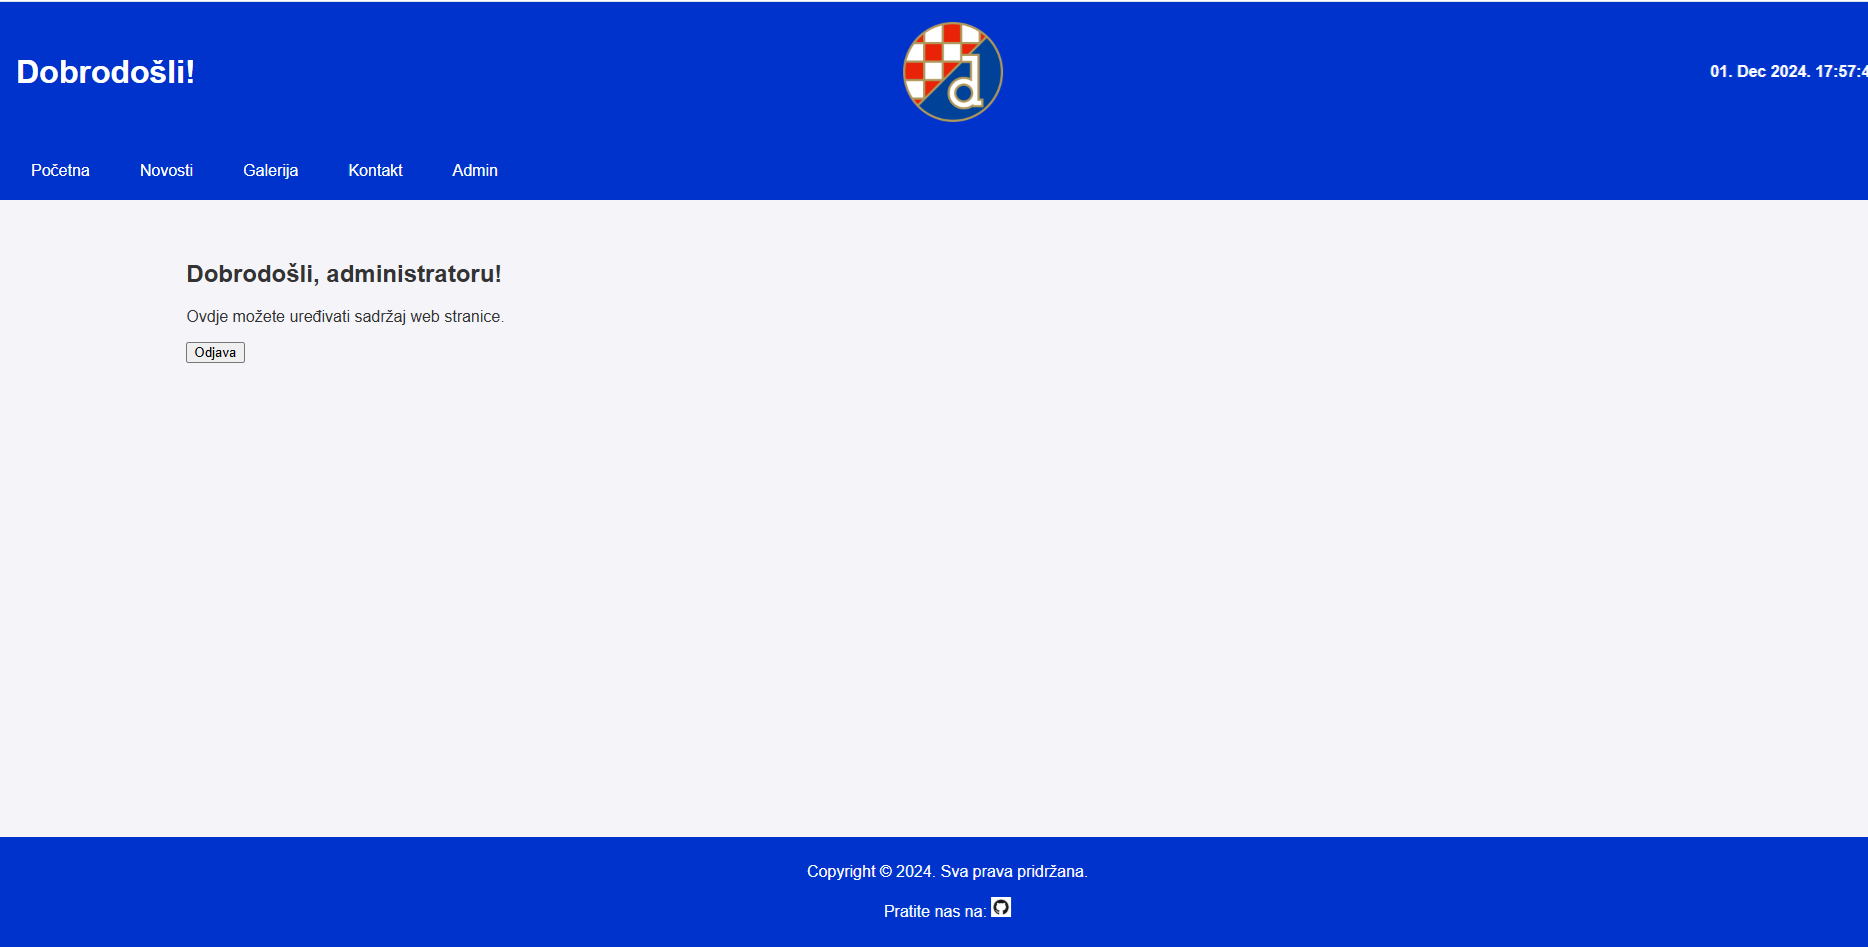 Dobrodošli!
d
01. Dec 2024. 17:57:4
Početna Novosti Galerija Kontakt Admin
Dobrodošli, administratoru!
Ovdje možete uređivati sadržaj web stranice.
Odjava
Copyright © 2024. Sva prava pridržana.
Pratite nas na: